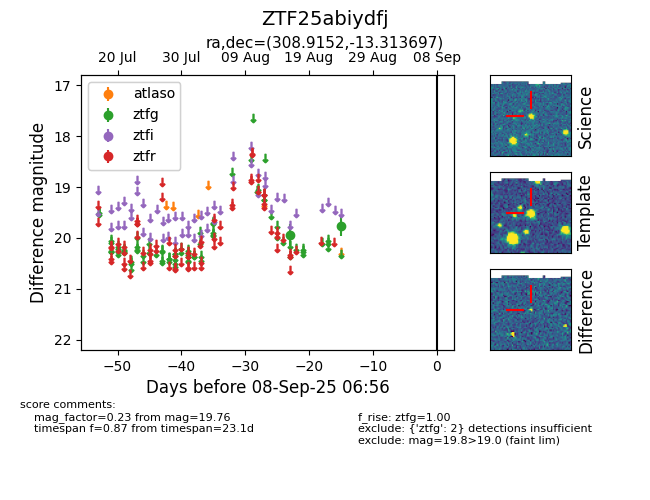 ZTF25abiydfj
ra,dec=(308.9152,-13.313697)
20 Jul 30 Jul 09 Aug 19 Aug 29 Aug 08 Sep
17
18
19
20
21
22
Difference magnitude
atlaso
ztfg
ztfi
ztfr
−50 −40 −30 −20 −10 0
Days before 08-Sep-25 06:56
Science
Template
Difference
score comments:
mag_factor=0.23 from mag=19.76
timespan f=0.87 from timespan=23.1d
f_rise: ztfg=1.00
exclude: {'ztfg': 2} detections insufficient
exclude: mag=19.8>19.0 (faint lim)